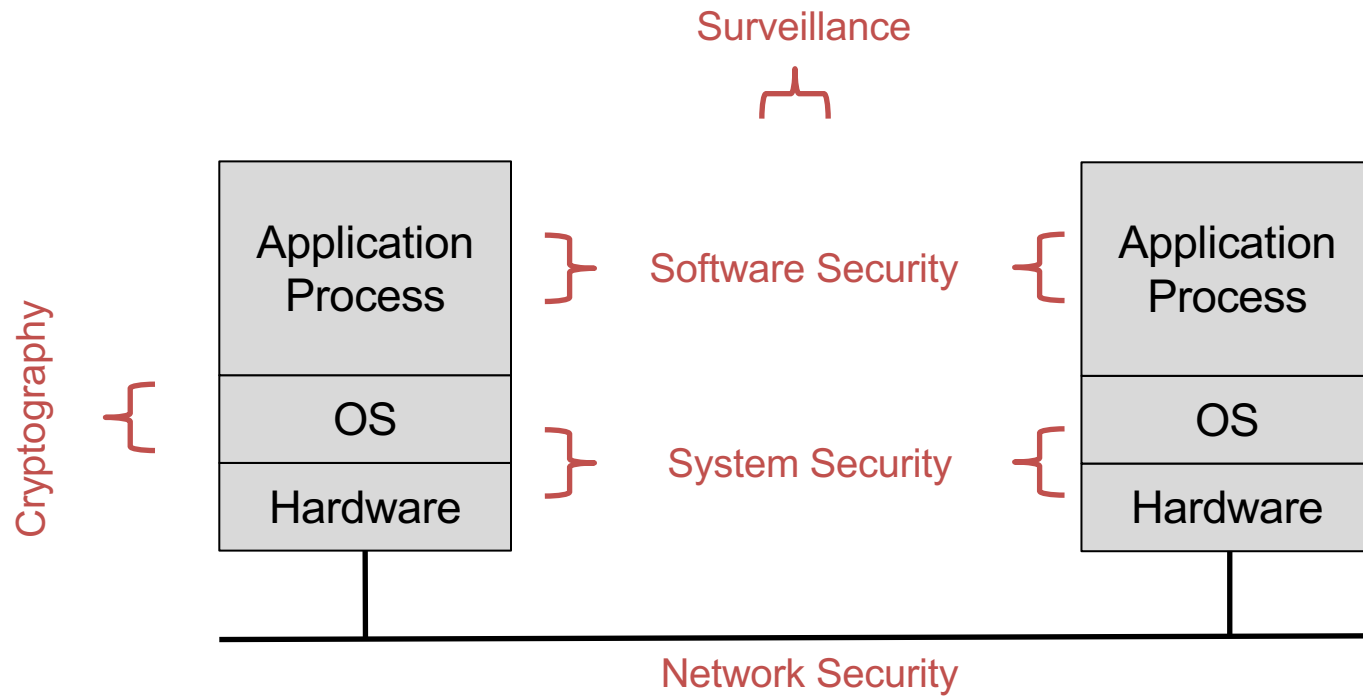 Surveillance
Application
Process
Software Security
Application
Process
Cryptography
OS
System Security
OS
Hardware
Hardware
Network Security